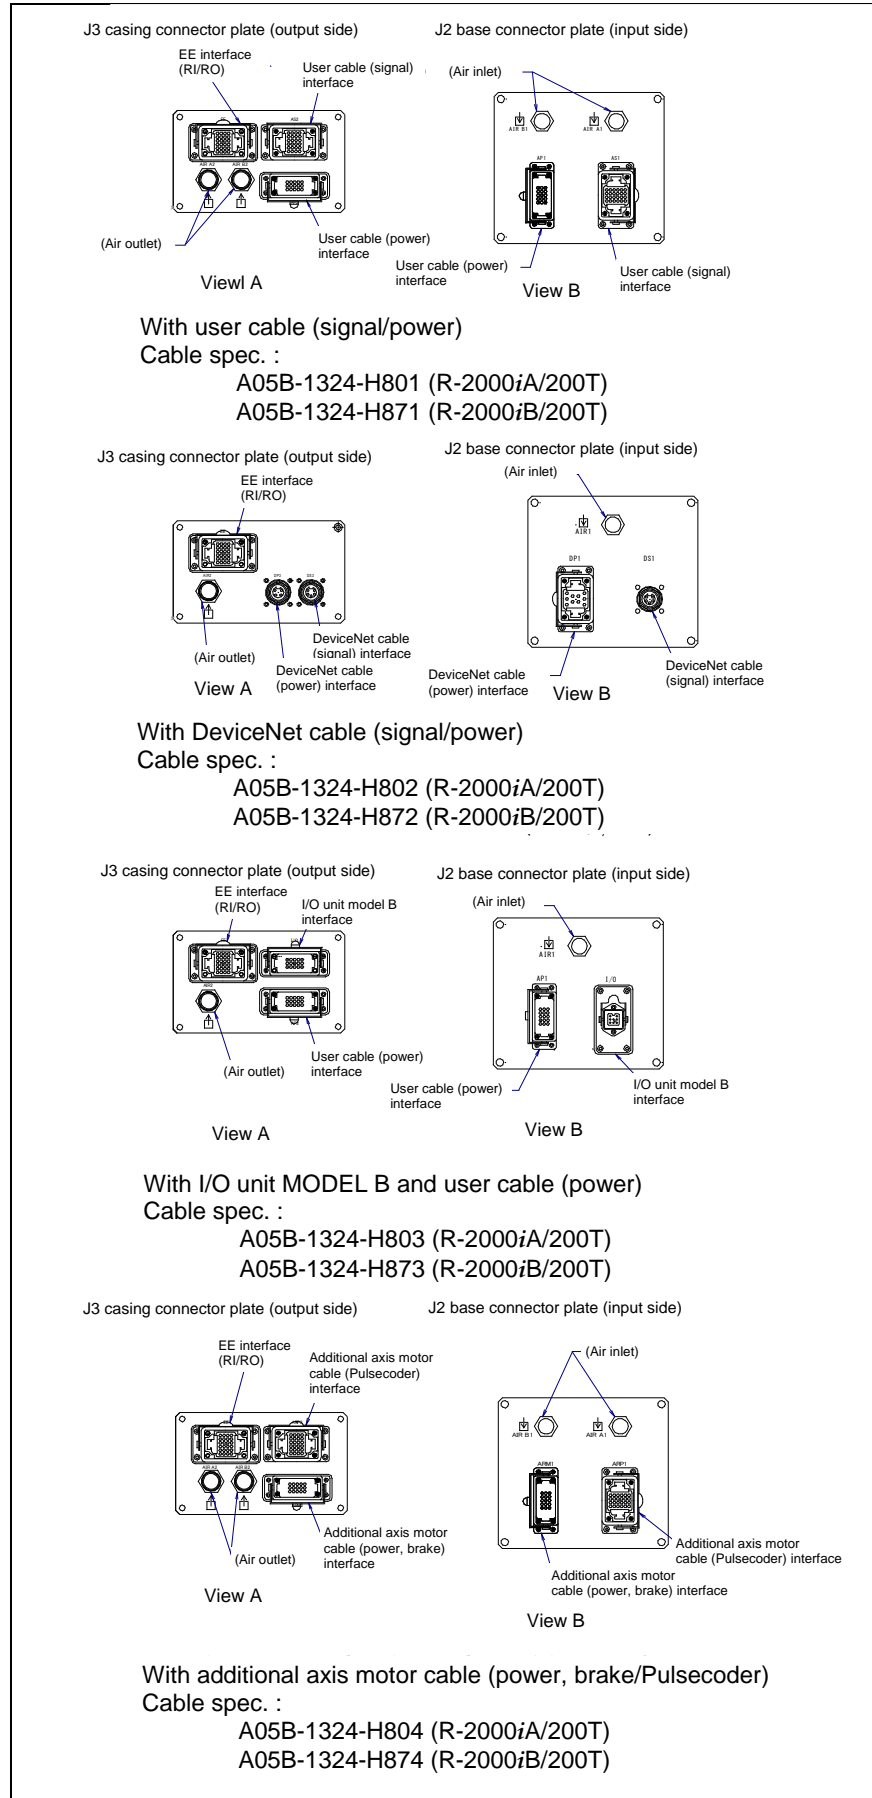 J3 casing connector plate (output side)
J2 base connector plate (input side)
EE interface
(RI/RO)
User cable (signal)
interface
(Air inlet)
EE
AS2
AIR A2
AIR B2
AIR B1
AIR A1
AP1
AS1
(Air outlet)
User cable (power)
interface
User cable (power)
interface
User cable (signal)
interface
Viewl A
View B
With user cable (signal/power)
Cable spec. :
A05B-1324-H801 (R-2000iA/200T)
A05B-1324-H871 (R-2000iB/200T)
J3 casing connector plate (output side)
J2 base connector plate (input side)
EE interface
(RI/RO)
(Air inlet)
AIR2
DP2
DS2
AIR1
DP1
DS1
(Air outlet)
DeviceNet cable
(signal) interface
DeviceNet cable
(power) interface
DeviceNet cable
(power) interface
DeviceNet cable
(signal) interface
View A
View B
With DeviceNet cable (signal/power)
Cable spec. :
A05B-1324-H802 (R-2000iA/200T)
A05B-1324-H872 (R-2000iB/200T)
J3 casing connector plate (output side)
J2 base connector plate (input side)
EE interface
(RI/RO)
I/O unit model B
interface
(Air inlet)
AIR2
AIR1
AP1
I/O
(Air outlet)
User cable (power)
interface
User cable (power)
interface
I/O unit model B
interface
View A
View B
With I/O unit MODEL B and user cable (power)
Cable spec. :
A05B-1324-H803 (R-2000iA/200T)
A05B-1324-H873 (R-2000iB/200T)
J3 casing connector plate (output side)
J2 base connector plate (input side)
EE interface
(RI/RO)
Additional axis motor
cable (Pulsecoder)
interface
(Air inlet)
AIR A2
AIR B2
AIR B1
AIR A1
ARM1
ARP1
(Air outlet)
Additional axis motor
cable (power, brake)
interface
Additional axis motor
cable (Pulsecoder) interface
Additional axis motor
cable (power, brake) interface
View A
View B
With additional axis motor cable (power, brake/Pulsecoder)
Cable spec. :
A05B-1324-H804 (R-2000iA/200T)
A05B-1324-H874 (R-2000iB/200T)